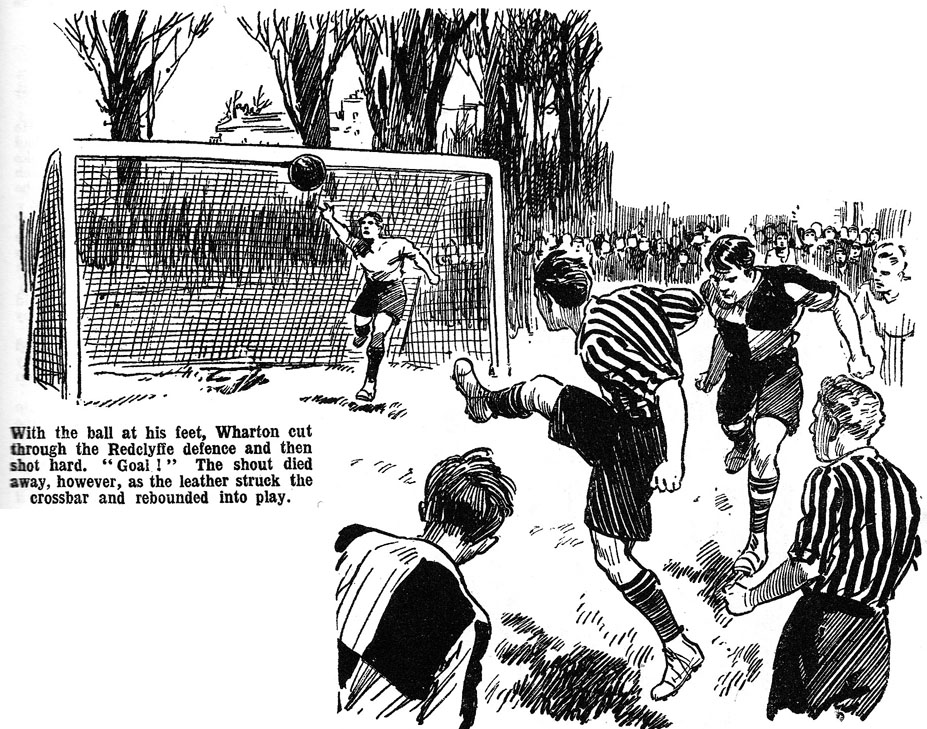 With the ball at his feet, Wharton cut
through the Redclyffe defence and then
shot hard. “Goal!” The shout died
away, however, as the leather struck the
crossbar and rebounded into play.